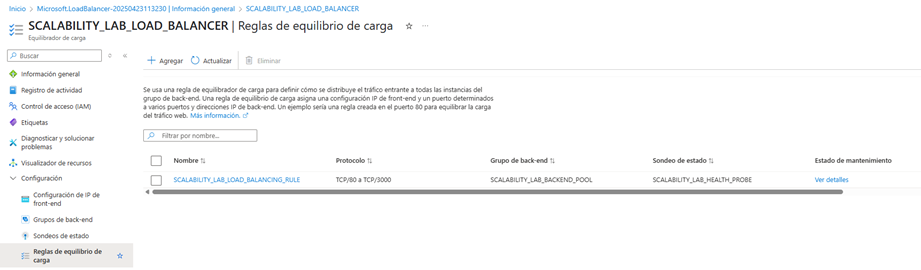 Inicio > Microsoft.LoadBalancer-20250423113230 | Información general > SCALABILITY_LAB_LOAD_BALANCER
SCALABILITY_LAB_LOAD_BALANCER | Reglas de equilibrio de carga
Equilibrador de carga
Buscar
Información general
Registro de actividad
Control de acceso (IAM)
Etiquetas
Diagnosticar y solucionar
problemas
Visualizador de recursos
Configuración
Configuración de IP de
front-end
Grupos de back-end
Sondeos de estado
Reglas de equilibrio de
carga
Agregar Actualizar Eliminar
Se usa una regla de equilibrador de carga para definir cómo se distribuye el tráfico entrante a todas las instancias del
grupo de back-end. Una regla de equilibrio de carga asigna una configuración IP de front-end y un puerto determinados
a varios puertos y direcciones IP de back-end. Un ejemplo sería una regla creada en el puerto 80 para equilibrar la carga
del tráfico web. Más información.
Filtrar por nombre...
Nombre Protocolo Grupo de back-end Sondeo de estado Estado de mantenimiento
SCALABILITY_LAB_LOAD_BALANCING_RULE TCP/80 a TCP/3000 SCALABILITY_LAB_BACKEND_POOL SCALABILITY_LAB_HEALTH_PROBE Ver detalles